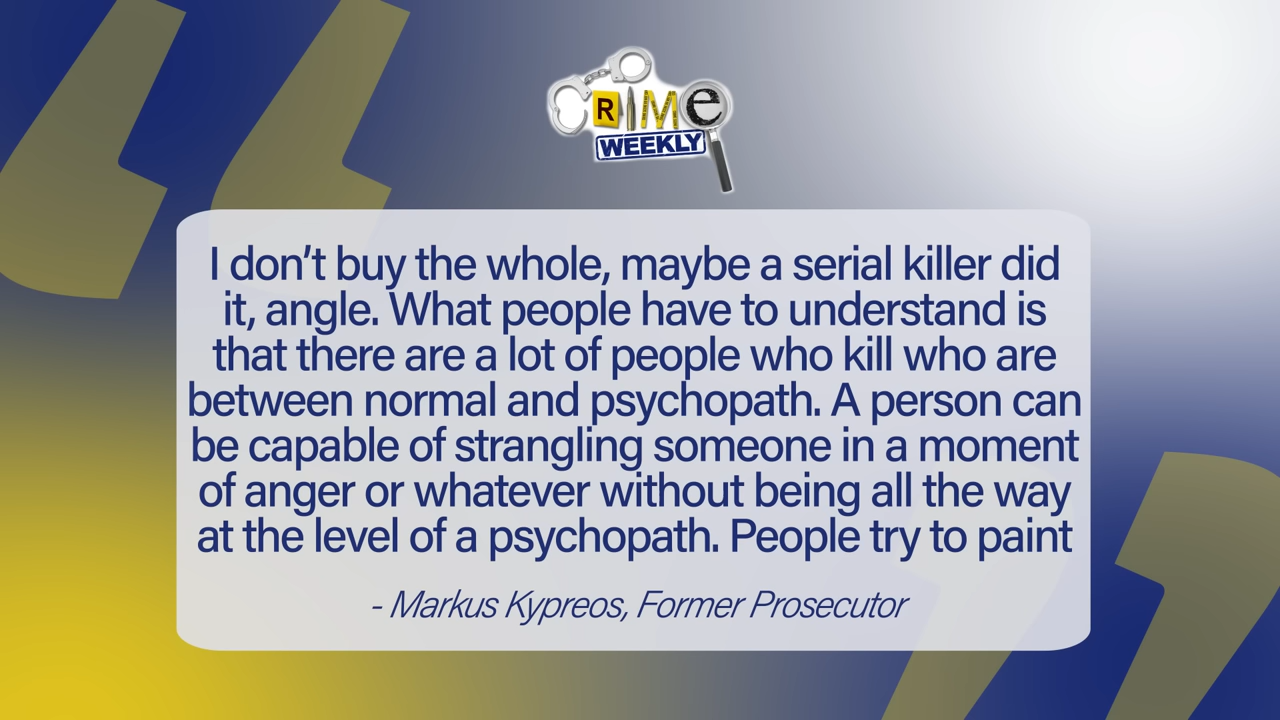 CRIME
WEEKLY
I don't buy the whole, maybe a serial killer did
it, angle. What people have to understand is
that there are a lot of people who kill who are
between normal and psychopath. A person can
be capable of strangling someone in a moment
of anger or whatever without being all the way
at the level of a psychopath. People try to paint
- Markus Kypreos, Former Prosecutor